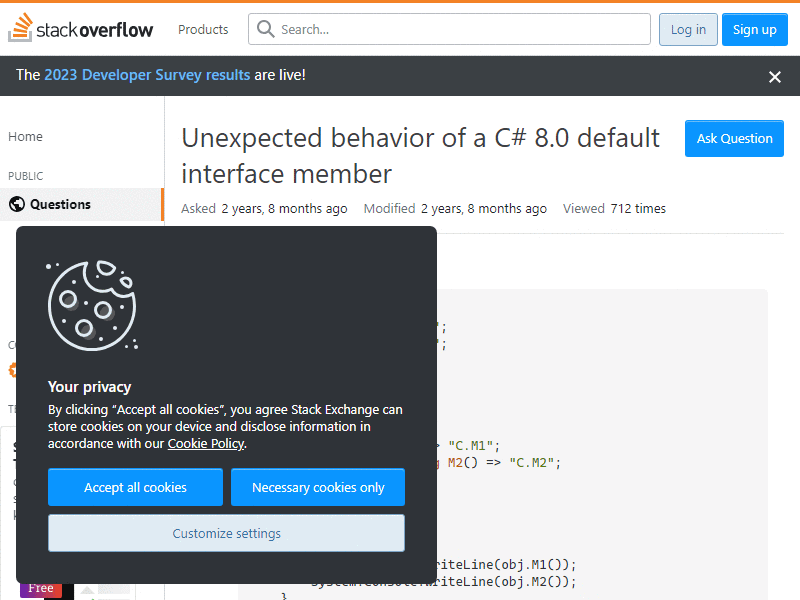 stackoverflow
Products
Search...
Log in
Sign up
The 2023 Developer Survey results are live!
Home
PUBLIC
Questions
Unexpected behavior of a C# 8.0 default
interface member
Ask Question
Asked 2 years, 8 months ago Modified 2 years, 8 months ago Viewed 712 times
";
";
"C.M1";
M2() => "C.M2";
writeLine(obj.M1());
writeLine(obj.M2());
}
Your privacy
By clicking “Accept all cookies”, you agree Stack Exchange can
store cookies on your device and disclose information in
accordance with our Cookie Policy.
Accept all cookies
Necessary cookies only
Customize settings
Free